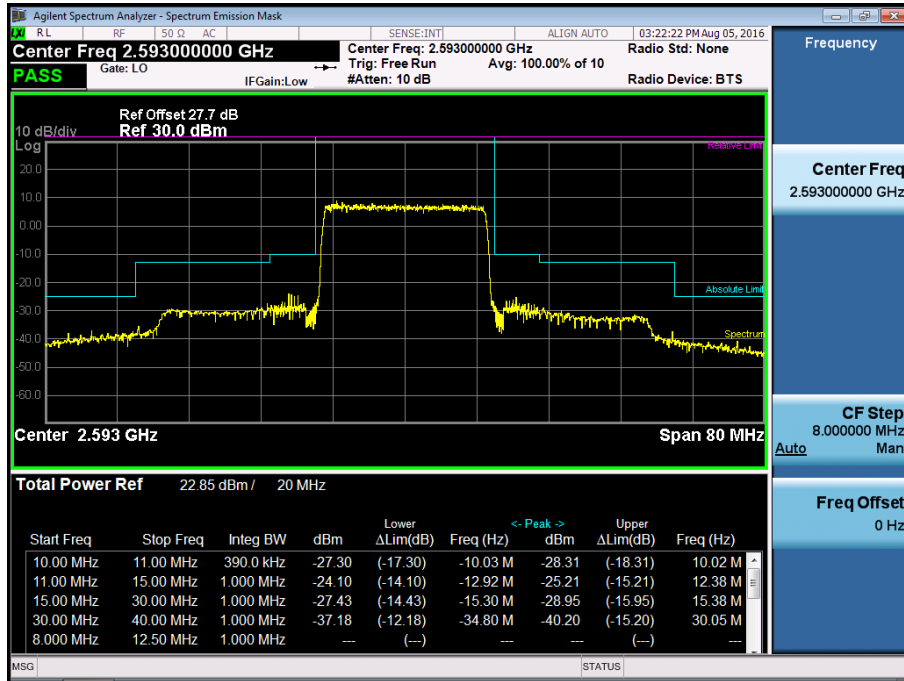 Agilent Spectrum Analyzer - Spectrum Emission Mask
LXI RL RF 50 Ω AC SENSE:INT ALIGN AUTO 03:22:22 PM Aug 05, 2016
Center Freq 2.593000000 GHz
Center Freq: 2.593000000 GHz
Radio Std: None
PASS
Gate: LO
IFGain:Low
Trig: Free Run
Avg: 100.00% of 10
#Atten: 10 dB
Radio Device: BTS
Ref Offset 27.7 dB
10 dB/div Ref 30.0 dBm
Log
Relative Limit
20.0
10.0
0.00
-10.0
-20.0
Absolute Limit
-30.0
Spectrum
-40.0
-50.0
-60.0
Center 2.593 GHz
Span 80 MHz
Total Power Ref 22.85 dBm / 20 MHz
Lower <- Peak -> Upper
Start Freq Stop Freq Integ BW dBm ΔLim(dB) Freq (Hz) dBm ΔLim(dB) Freq (Hz)
10.00 MHz 11.00 MHz 390.0 kHz -27.30 (-17.30) -10.03 M -28.31 (-18.31) 10.02 M
11.00 MHz 15.00 MHz 1.000 MHz -24.10 (-14.10) -12.92 M -25.21 (-15.21) 12.38 M
15.00 MHz 30.00 MHz 1.000 MHz -27.43 (-14.43) -15.30 M -28.95 (-15.95) 15.38 M
30.00 MHz 40.00 MHz 1.000 MHz -37.18 (-12.18) -34.80 M -40.20 (-15.20) 30.05 M
8.000 MHz 12.50 MHz 1.000 MHz --- (---) --- --- (---) ---
MSG
STATUS
Frequency
Center Freq
2.593000000 GHz
CF Step
8.000000 MHz
Auto Man
Freq Offset
0 Hz